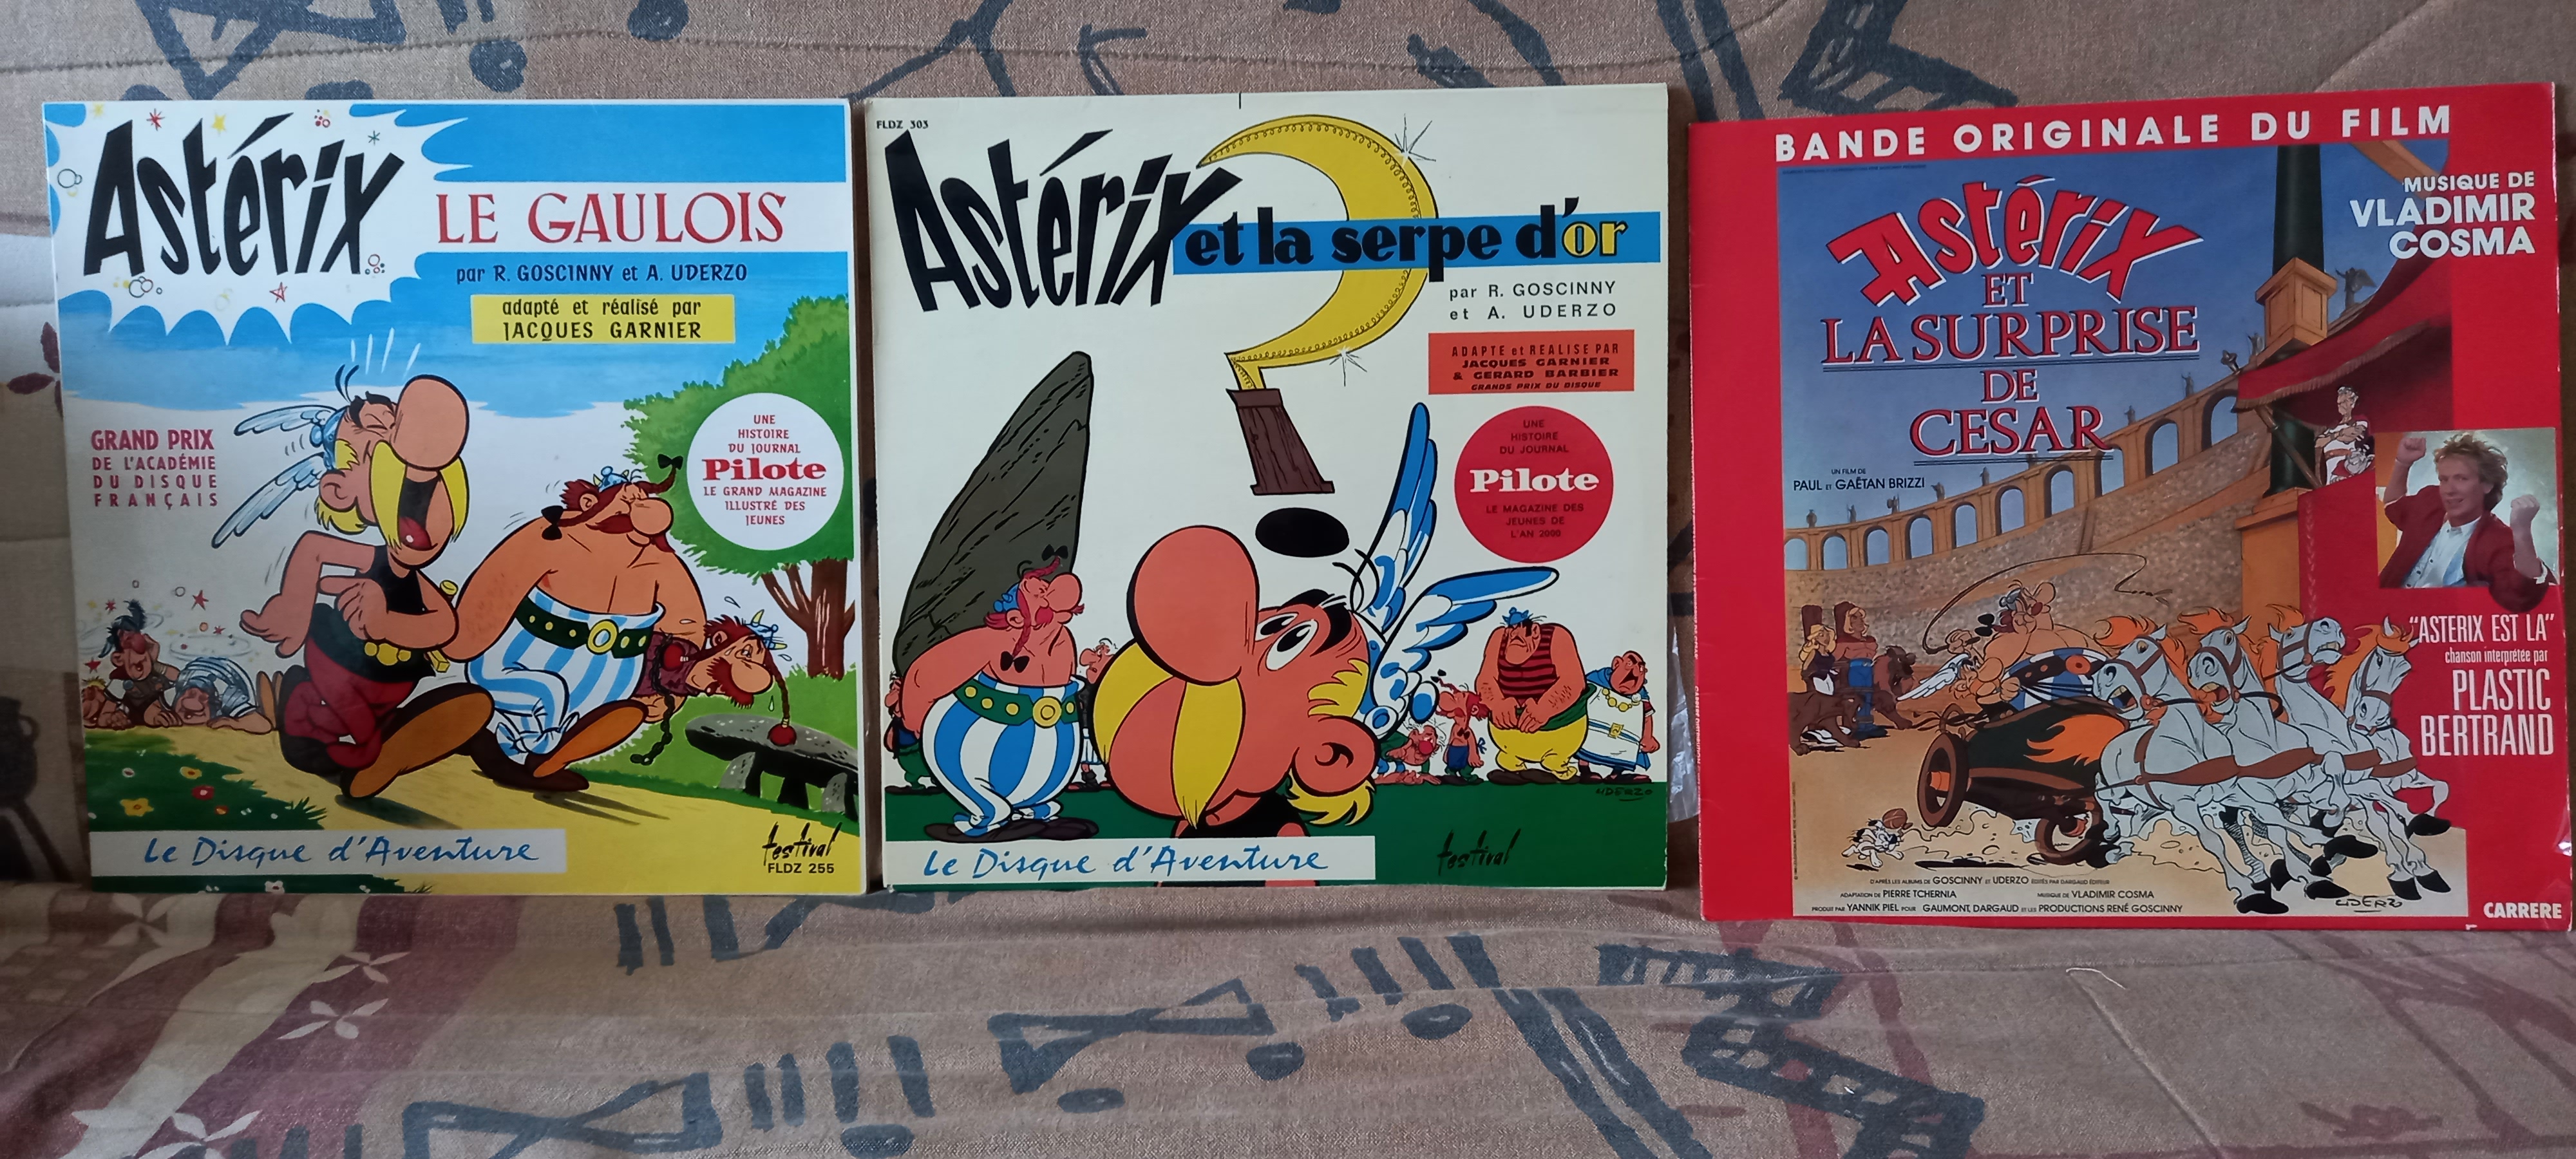 Astérix
LE GAULOIS
par R. GOSCINNY et A. UDERZO
adapté et réalisé par
JACQUES GARNIER
GRAND PRIX
DE L'ACADÉMIE
DU DISQUE
FRANÇAIS
UNE
HISTOIRE
DU JOURNAL
Pilote
LE GRAND MAGAZINE
ILLUSTRÉ DES
JEUNES
Le Disque d'Aventure
festival
FLDZ 255
FLDZ 303
Astérix
et la serpe d'or
par R. GOSCINNY
et A. UDERZO
ADAPTE et REALISE PAR
JACQUES GARNIER
& GERARD BARBIER
GRANDS PRIX DU DISQUE
UNE
HISTOIRE
DU JOURNAL
Pilote
LE MAGAZINE DES
JEUNES DE
L'AN 2000
UDERZO
Le Disque d'Aventure
festival
BANDE ORIGINALE DU FILM
MUSIQUE DE
VLADIMIR
COSMA
Astérix
ET
LA SURPRISE
DE
CESAR
UN FILM DE
PAUL ET GAËTAN BRIZZI
"ASTERIX EST LA"
chanson interprétée par
PLASTIC
BERTRAND
D'APRÈS LES ALBUMS DE GOSCINNY ET UDERZO ÉDITÉS PAR DARGAUD ÉDITEUR
ADAPTATION DE PIERRE TCHERNIA MUSIQUE DE VLADIMIR COSMA
PRODUIT PAR YANNIK PIEL POUR GAUMONT, DARGAUD ET LES PRODUCTIONS RENÉ GOSCINNY
UDERZO
CARRERE